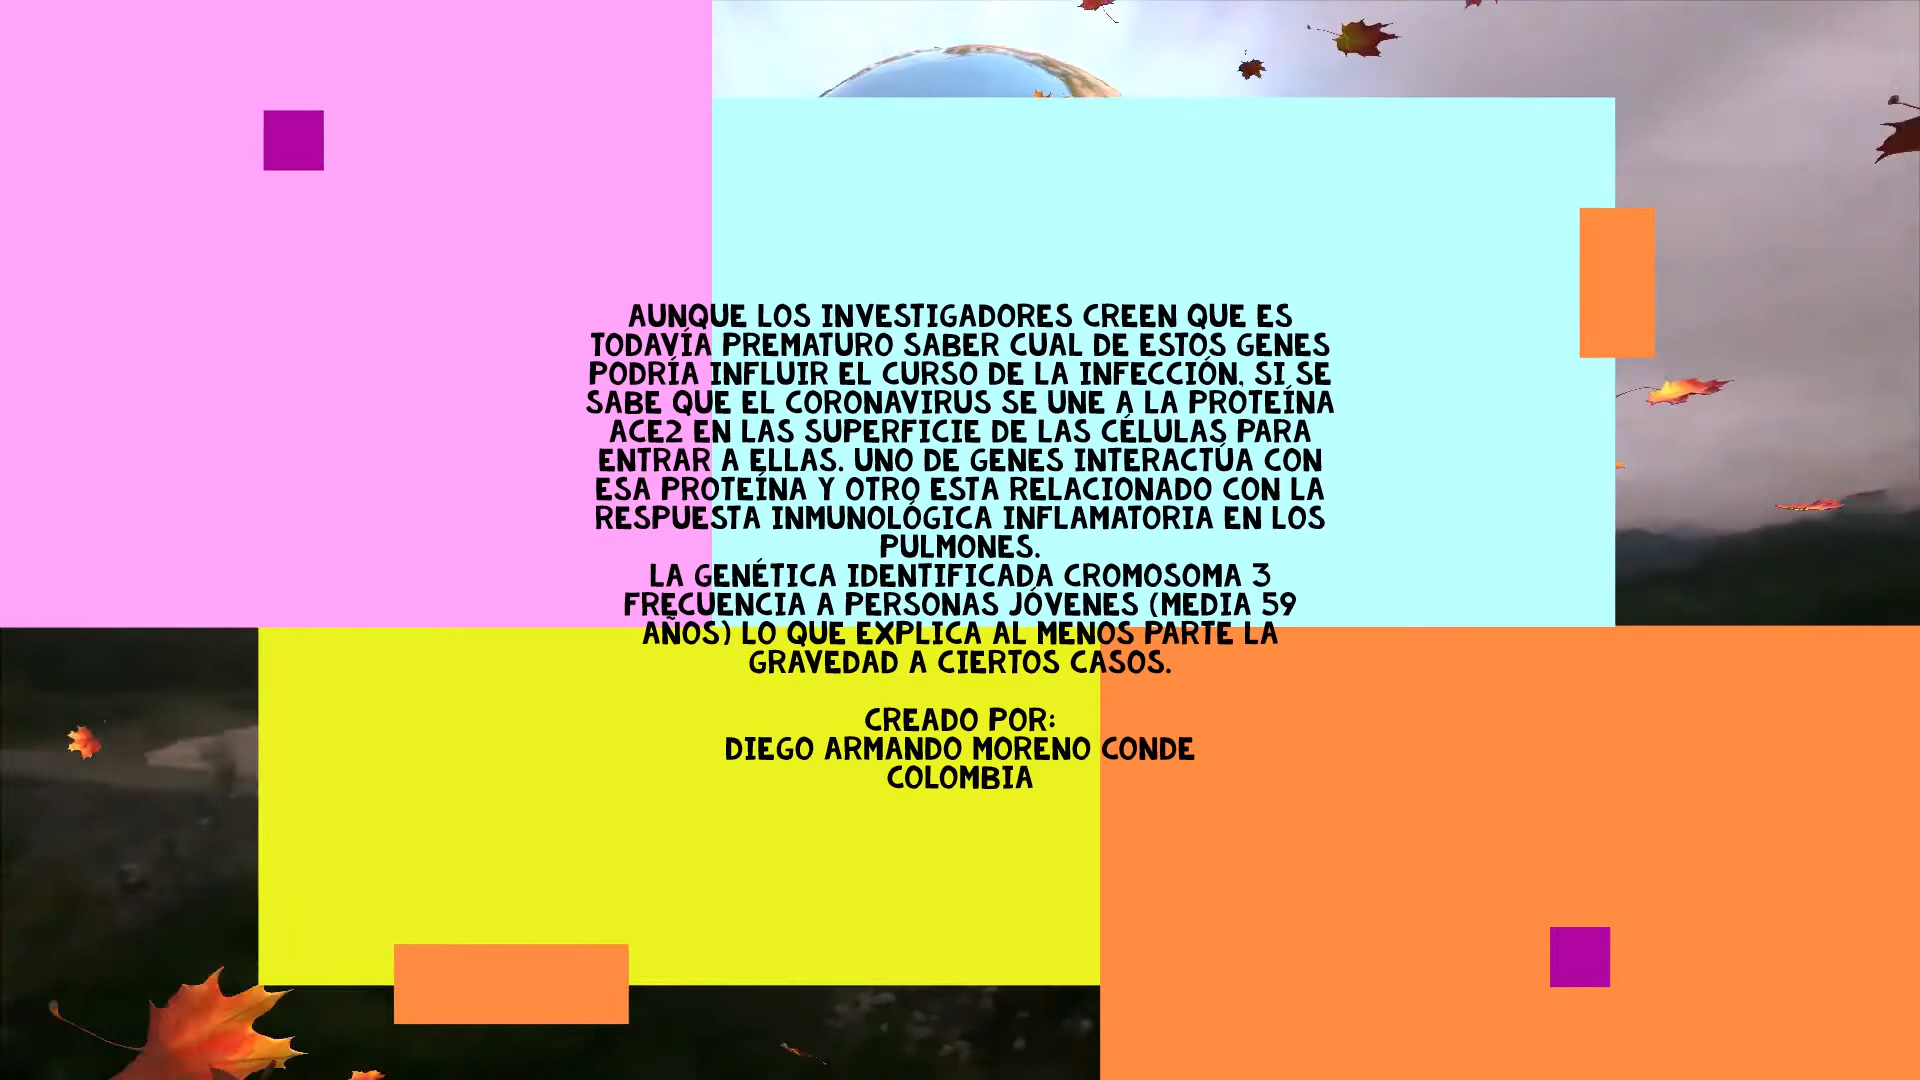 AUNQUE LOS INVESTIGADORES CREEN QUE ES
TODAVÍA PREMATURO SABER CUAL DE ESTOS GENES
PODRÍA INFLUIR EL CURSO DE LA INFECCIÓN, SI SE
SABE QUE EL CORONAVIRUS SE UNE A LA PROTEÍNA
ACE2 EN LAS SUPERFICIE DE LAS CÉLULAS PARA
ENTRAR A ELLAS. UNO DE GENES INTERACTÚA CON
ESA PROTEÍNA Y OTRO ESTA RELACIONADO CON LA
RESPUESTA INMUNOLÓGICA INFLAMATORIA EN LOS
PULMONES.
LA GENÉTICA IDENTIFICADA CROMOSOMA 3
FRECUENCIA A PERSONAS JÓVENES (MEDIA 59
AÑOS) LO QUE EXPLICA AL MENOS PARTE LA
GRAVEDAD A CIERTOS CASOS.
CREADO POR:
DIEGO ARMANDO MORENO CONDE
COLOMBIA